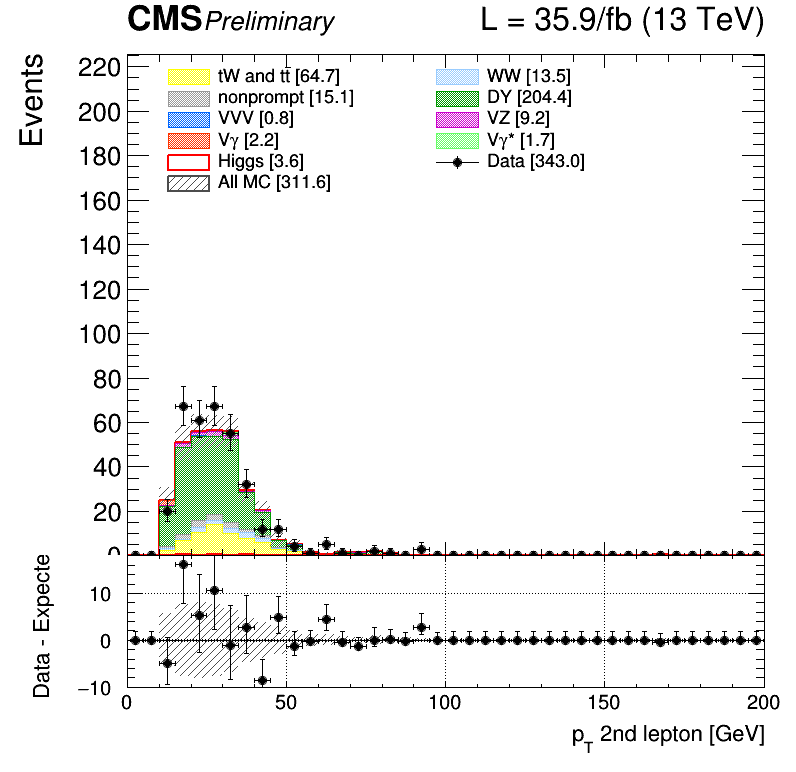 CMS Preliminary L = 35.9/fb (13 TeV)
Events
220
200
180
160
140
120
100
80
60
40
20
0
tW and tt̄ [64.7]
nonprompt [15.1]
VVV [0.8]
Vγ [2.2]
Higgs [3.6]
All MC [311.6]
WW [13.5]
DY [204.4]
VZ [9.2]
Vγ* [1.7]
Data [343.0]
Data - Expecte
10
0
−10
0 50 100 150 200
p_T 2nd lepton [GeV]